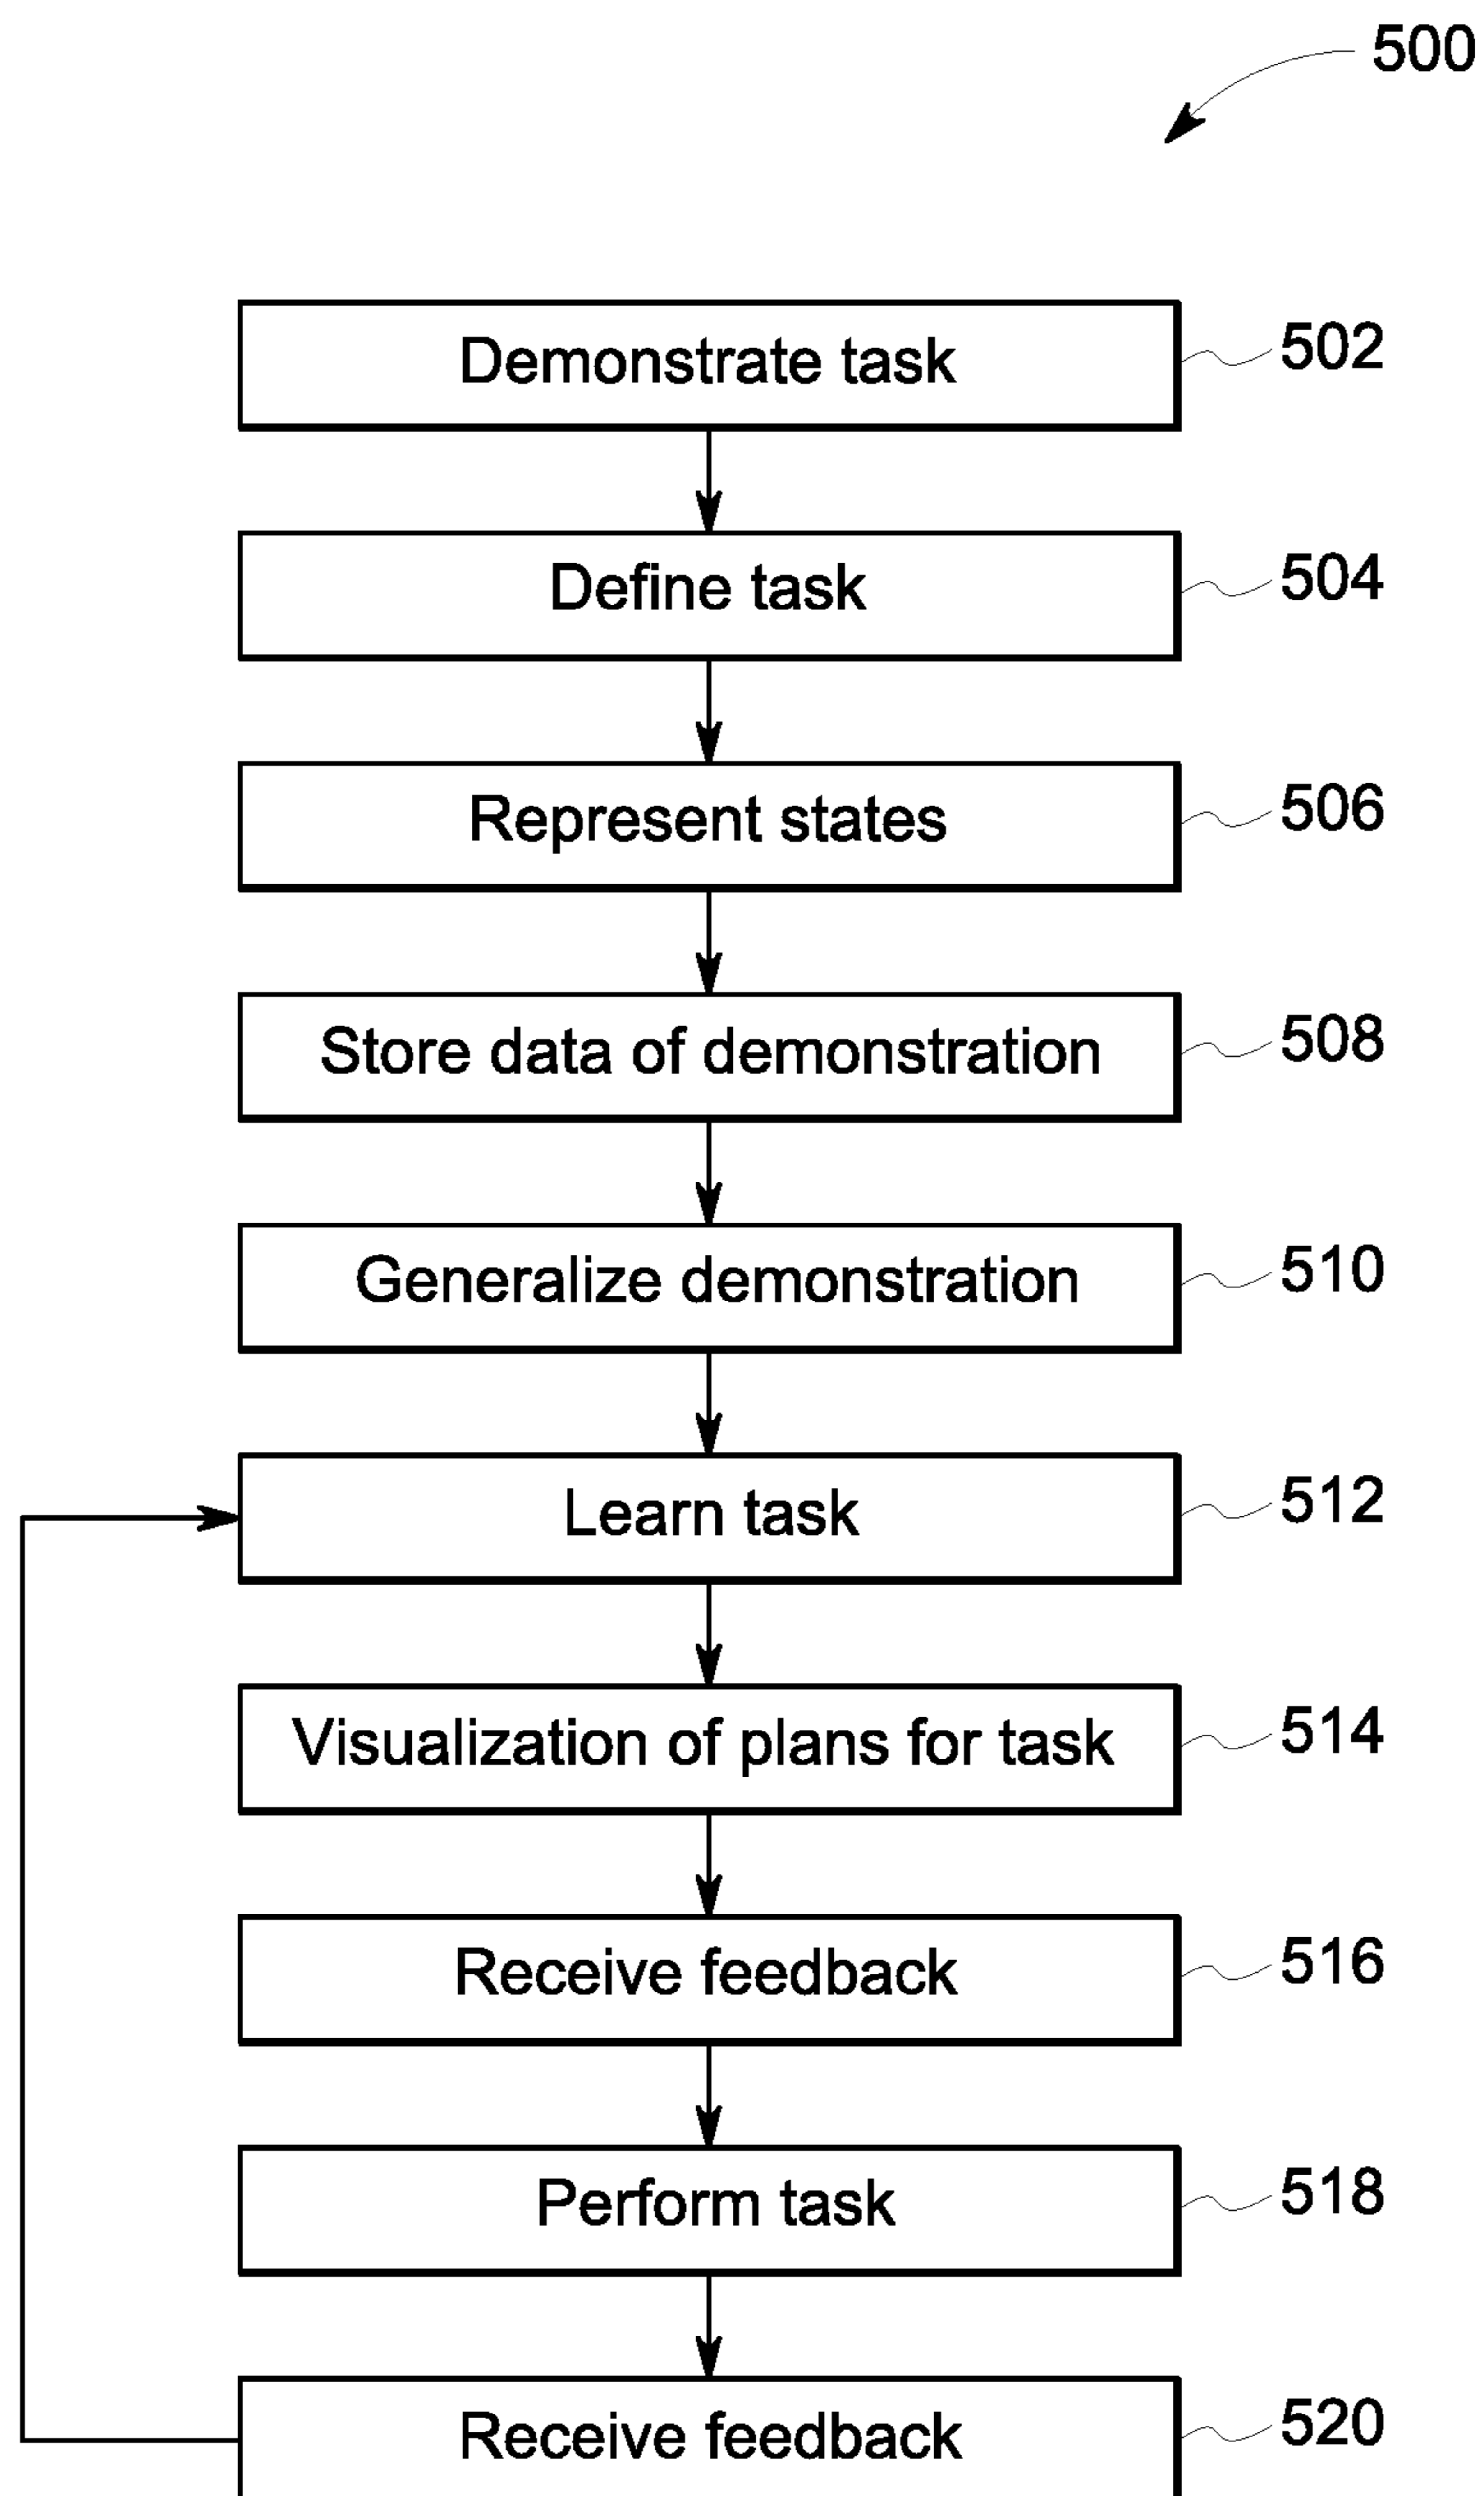 500
Demonstrate task 502
Define task 504
Represent states 506
Store data of demonstration 508
Generalize demonstration 510
Learn task 512
Visualization of plans for task 514
Receive feedback 516
Perform task 518
Receive feedback 520